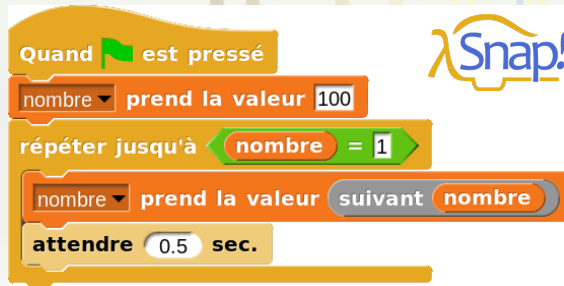 Quand est pressé
Snap!
nombre prend la valeur 100
répéter jusqu'à nombre = 1
nombre prend la valeur suivant nombre
attendre 0.5 sec.